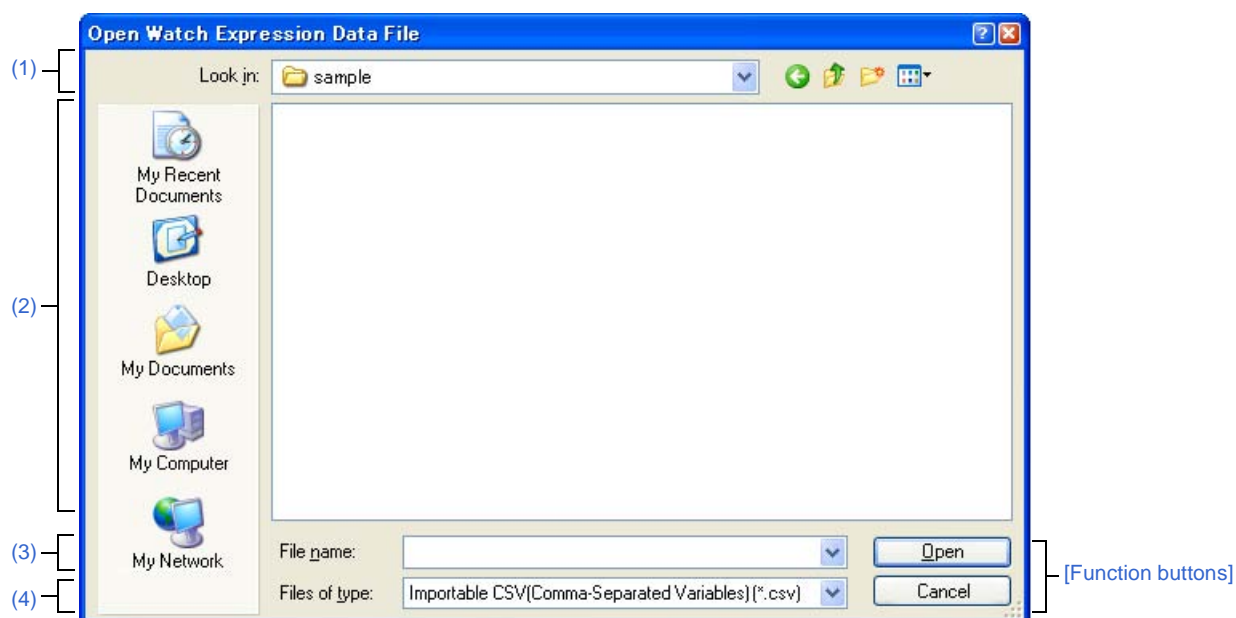 Open Watch Expression Data File
(1)
Look in:
sample
(2)
My Recent
Documents
Desktop
My Documents
My Computer
My Network
(3)
File name:
Open
[Function buttons]
(4)
Files of type:
Importable CSV(Comma-Separated Variables)(*.csv)
Cancel